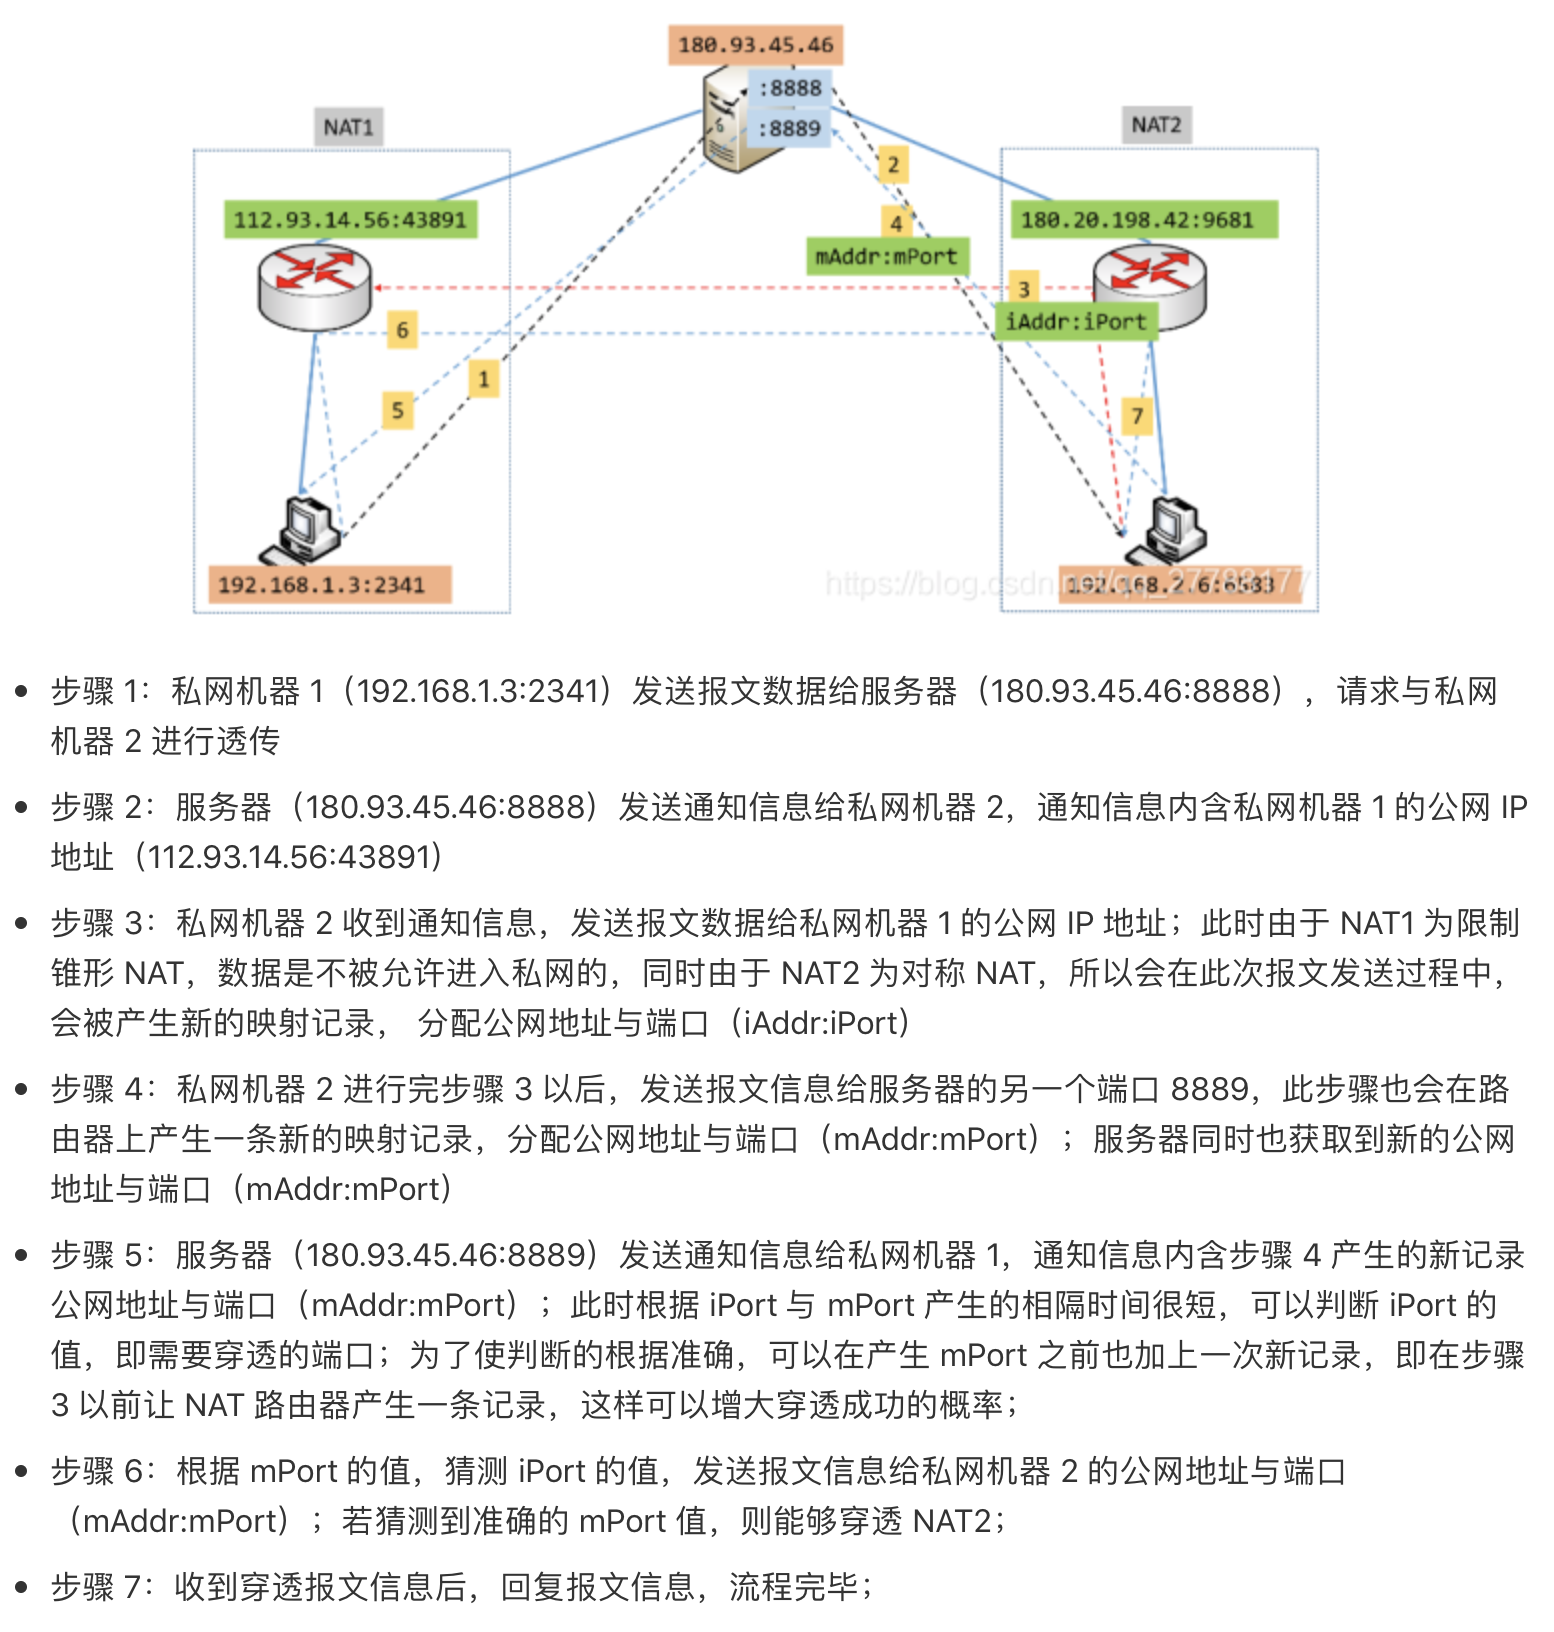 180.93.45.46
:8888
:8889
NAT1
NAT2
2
4
112.93.14.56:43891
180.20.198.42:9681
mAddr:mPort
3
iAddr:iPort
6
1
5
7
192.168.1.3:2341
https://blog.csdn.net/qq_27788177
• 步骤 1：私网机器 1（192.168.1.3:2341）发送报文数据给服务器（180.93.45.46:8888），请求与私网
机器 2 进行透传
• 步骤 2：服务器（180.93.45.46:8888）发送通知信息给私网机器 2，通知信息内含私网机器 1 的公网 IP
地址（112.93.14.56:43891）
• 步骤 3：私网机器 2 收到通知信息，发送报文数据给私网机器 1 的公网 IP 地址；此时由于 NAT1 为限制
锥形 NAT，数据是不被允许进入私网的，同时由于 NAT2 为对称 NAT，所以会在此次报文发送过程中，
会被产生新的映射记录， 分配公网地址与端口（iAddr:iPort）
• 步骤 4：私网机器 2 进行完步骤 3 以后，发送报文信息给服务器的另一个端口 8889，此步骤也会在路
由器上产生一条新的映射记录，分配公网地址与端口（mAddr:mPort）；服务器同时也获取到新的公网
地址与端口（mAddr:mPort）
• 步骤 5：服务器（180.93.45.46:8889）发送通知信息给私网机器 1，通知信息内含步骤 4 产生的新记录
公网地址与端口（mAddr:mPort）；此时根据 iPort 与 mPort 产生的相隔时间很短，可以判断 iPort 的
值，即需要穿透的端口；为了使判断的根据准确，可以在产生 mPort 之前也加上一次新记录，即在步骤
3 以前让 NAT 路由器产生一条记录，这样可以增大穿透成功的概率；
• 步骤 6：根据 mPort 的值，猜测 iPort 的值，发送报文信息给私网机器 2 的公网地址与端口
（mAddr:mPort）；若猜测到准确的 mPort 值，则能够穿透 NAT2；
• 步骤 7：收到穿透报文信息后，回复报文信息，流程完毕；